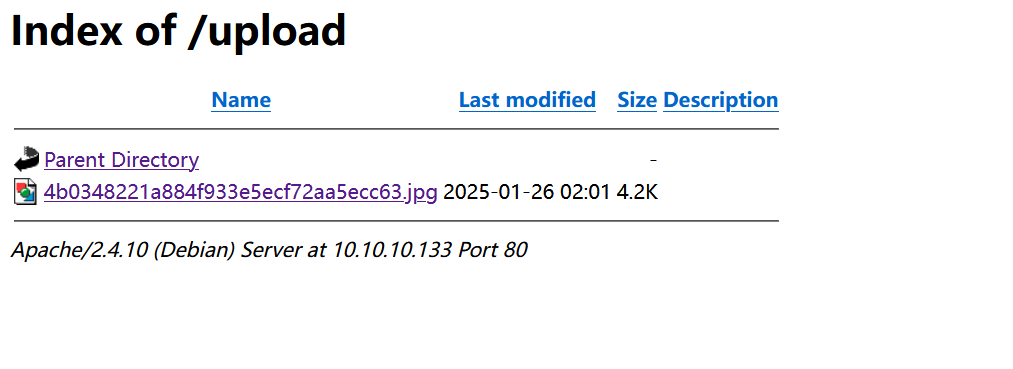 Index of /upload
Name Last modified Size Description
Parent Directory -
4b0348221a884f933e5ecf72aa5ecc63.jpg 2025-01-26 02:01 4.2K
Apache/2.4.10 (Debian) Server at 10.10.10.133 Port 80